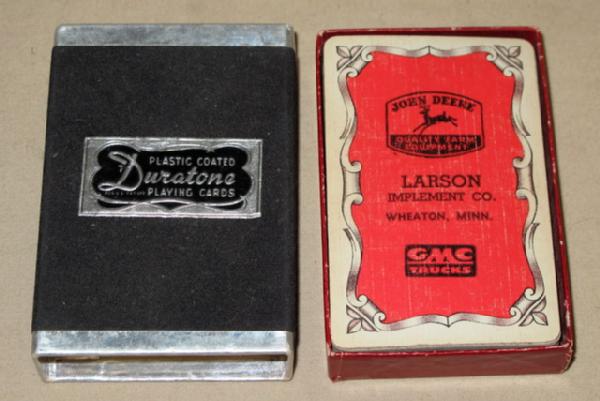 PLASTIC COATED
Duratone
PLAYING CARDS
JOHN DEERE
QUALITY FARM
EQUIPMENT
LARSON
IMPLEMENT CO.
WHEATON, MINN.
GMC
TRUCKS